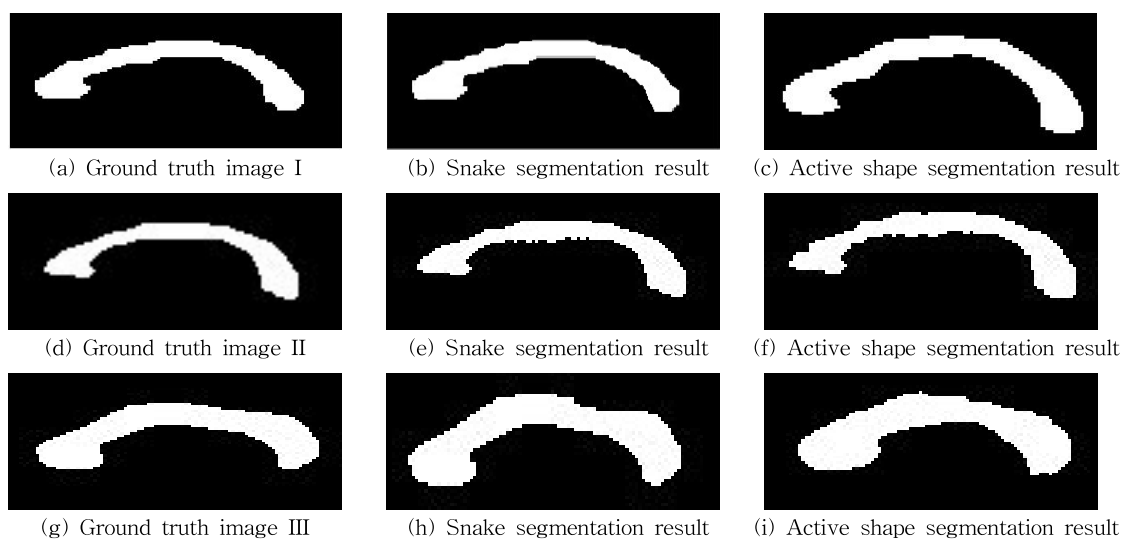 (a) Ground truth image Ⅰ
(b) Snake segmentation result
(c) Active shape segmentation result
(d) Ground truth image Ⅱ
(e) Snake segmentation result
(f) Active shape segmentation result
(g) Ground truth image Ⅲ
(h) Snake segmentation result
(i) Active shape segmentation result